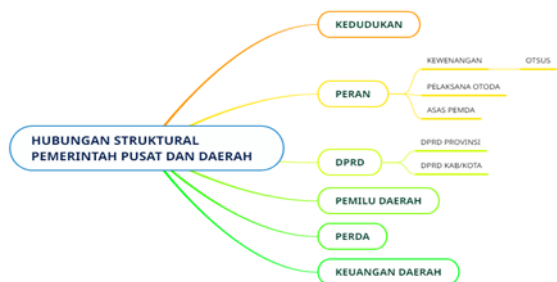 HUBUNGAN STRUKTURAL
PEMERINTAH PUSAT DAN DAERAH
KEDUDUKAN
PERAN
KEWENANGAN
OTSUS
PELAKSANA OTODA
ASAS PEMDA
DPRD
DPRD PROVINSI
DPRD KAB/KOTA
PEMILU DAERAH
PERDA
KEUANGAN DAERAH